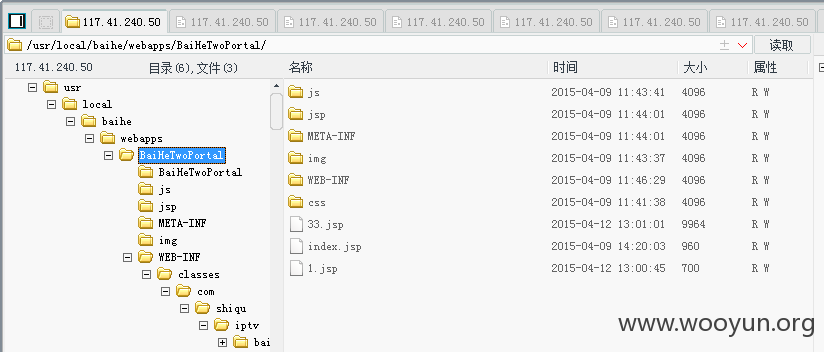 117.41.240.50 117.41.240.50 117.41.240.50 117.41.240.50 117.41.240.50 117.41.240.50 117.41.240.50
/usr/local/baihe/webapps/BaiHeTwoPortal/ 读取
117.41.240.50 目录(6),文件(3)
usr
local
baihe
webapps
BaiHeTwoPortal
BaiHeTwoPortal
js
jsp
META-INF
img
WEB-INF
classes
com
shiqu
iptv
bai
名称 时间 大小 属性
js 2015-04-09 11:43:41 4096 R W
jsp 2015-04-09 11:44:01 4096 R W
META-INF 2015-04-09 11:44:01 4096 R W
img 2015-04-09 11:43:37 4096 R W
WEB-INF 2015-04-09 11:46:29 4096 R W
css 2015-04-09 11:41:38 4096 R W
33.jsp 2015-04-12 13:01:01 9964 R W
index.jsp 2015-04-09 14:20:03 960 R W
1.jsp 2015-04-12 13:00:45 700 R W
www.wooyun.org